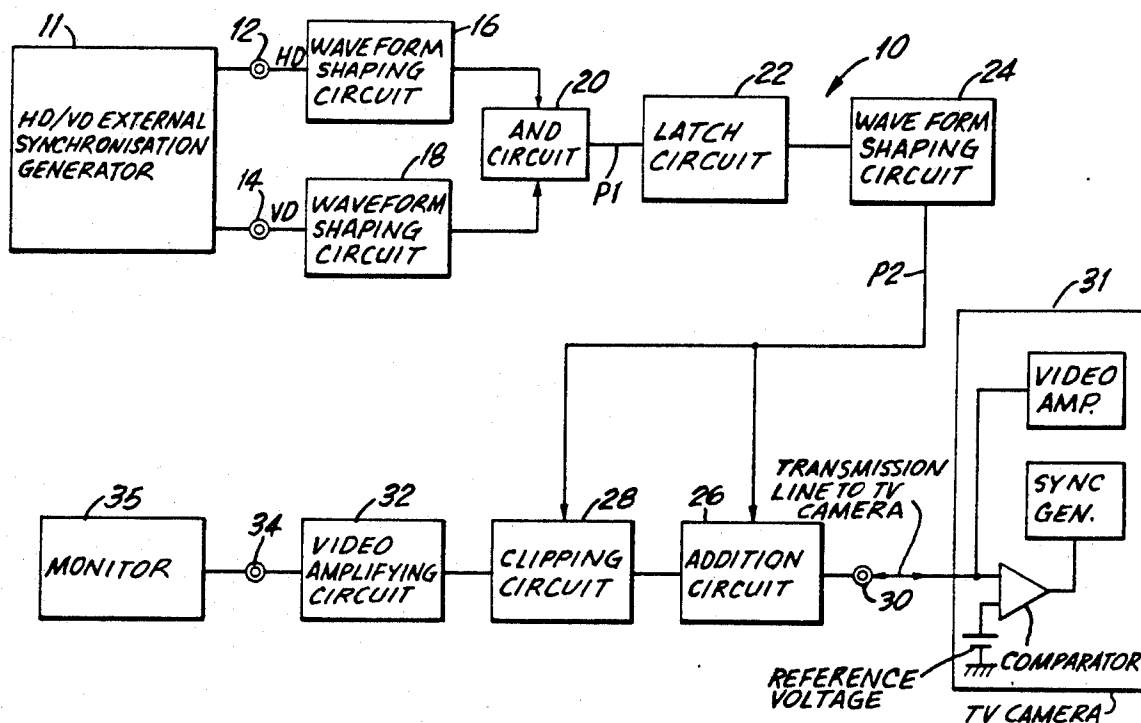 11
12
HD
16
WAVEFORM
SHAPING
CIRCUIT
HD/VD EXTERNAL
SYNCHRONISATION
GENERATOR
14
VD
18
WAVEFORM
SHAPING
CIRCUIT
20
AND
CIRCUIT
P1
22
LATCH
CIRCUIT
10
24
WAVE FORM
SHAPING
CIRCUIT
P2
31
VIDEO
AMP.
SYNC
GEN.
35
MONITOR
34
32
VIDEO
AMPLIFYING
CIRCUIT
28
CLIPPING
CIRCUIT
26
ADDITION
CIRCUIT
TRANSMISSION
LINE TO TV
CAMERA
30
REFERENCE
VOLTAGE
COMPARATOR
TV CAMERA